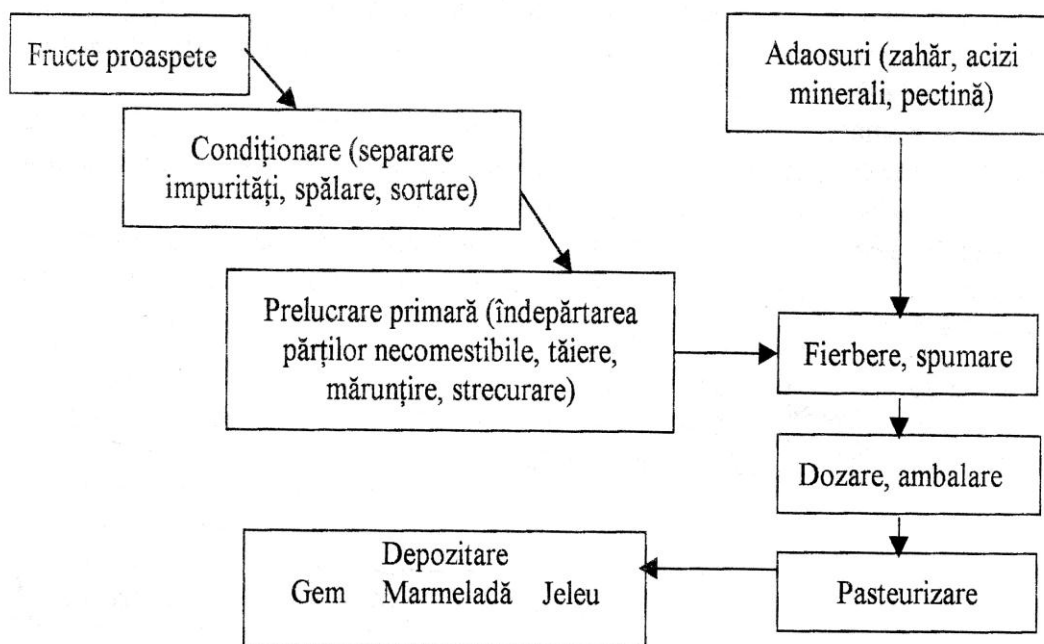 Fructe proaspete
Adaosuri (zahăr, acizi
minerali, pectină)
Condiționare (separare
impurități, spălare, sortare)
Prelucrare primară (îndepărtarea
părților necomestibile, tăiere,
mărunțire, strecurare)
Fierbere, spumare
Dozare, ambalare
Depozitare
Gem Marmeladă Jeleu
Pasteurizare